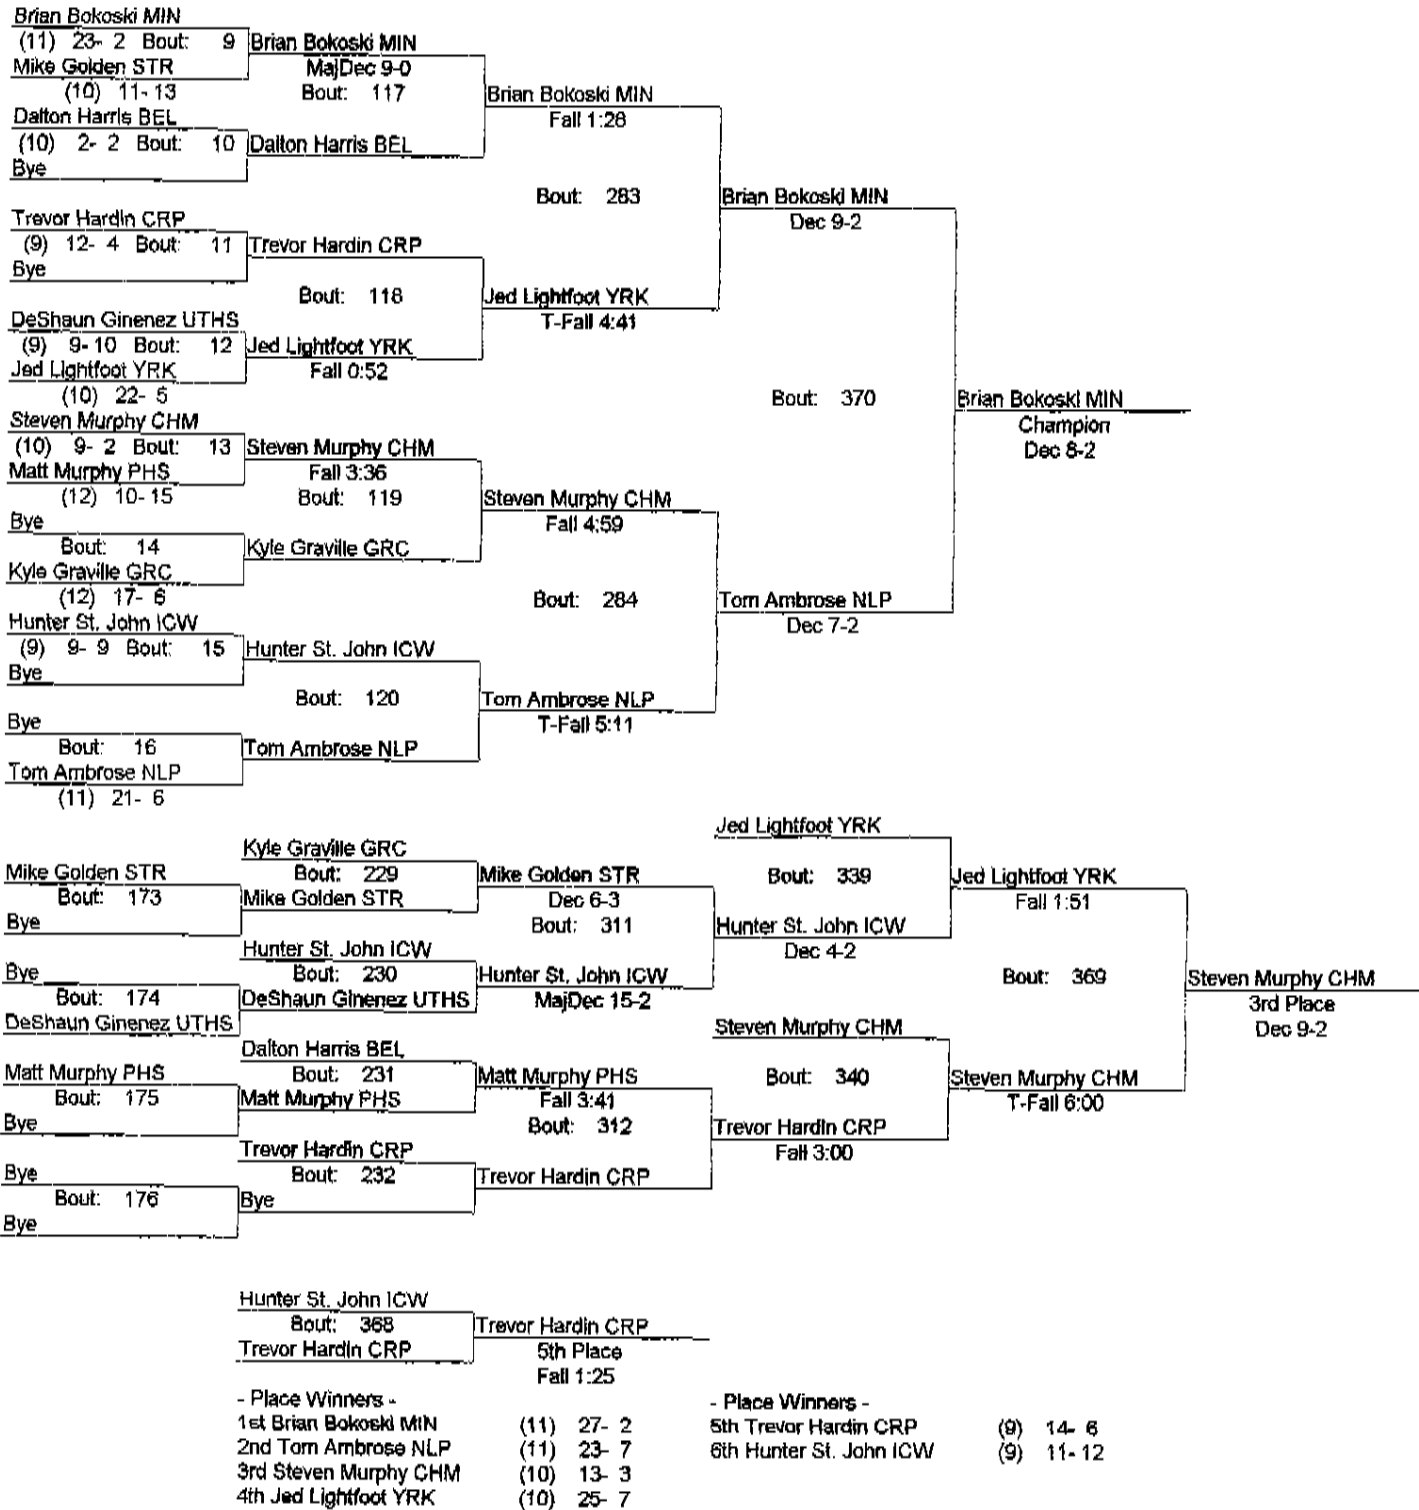 Brian Bokoski MIN
(11) 23- 2 Bout: 9 Brian Bokoski MIN
Mike Golden STR MajDec 9-0
(10) 11- 13 Bout: 117 Brian Bokoski MIN
Dalton Harris BEL Fall 1:28
(10) 2- 2 Bout: 10 Dalton Harris BEL
Bye
Bout: 283 Brian Bokoski MIN
Trevor Hardin CRP Dec 9-2
(9) 12- 4 Bout: 11 Trevor Hardin CRP
Bye
Bout: 118 Jed Lightfoot YRK
DeShaun Ginenez UTHS T-Fall 4:41
(9) 9- 10 Bout: 12 Jed Lightfoot YRK
Jed Lightfoot YRK Fall 0:52
(10) 22- 5 Bout: 370 Brian Bokoski MIN
Steven Murphy CHM Champion
(10) 9- 2 Bout: 13 Steven Murphy CHM Dec 8-2
Matt Murphy PHS Fall 3:36
(12) 10- 15 Bout: 119 Steven Murphy CHM
Bye Fall 4:59
Bout: 14 Kyle Graville GRC
Kyle Graville GRC
(12) 17- 6 Bout: 284 Tom Ambrose NLP
Hunter St. John ICW Dec 7-2
(9) 9- 9 Bout: 15 Hunter St. John ICW
Bye
Bout: 120 Tom Ambrose NLP
Bye T-Fall 5:11
Bout: 16 Tom Ambrose NLP
Tom Ambrose NLP
(11) 21- 6
Jed Lightfoot YRK
Kyle Graville GRC
Mike Golden STR Bout: 229 Mike Golden STR Bout: 339 Jed Lightfoot YRK
Bout: 173 Mike Golden STR Dec 6-3 Fall 1:51
Bye Bout: 311 Hunter St. John ICW
Hunter St. John ICW Dec 4-2
Bye Bout: 230 Hunter St. John ICW Bout: 369 Steven Murphy CHM
Bout: 174 DeShaun Ginenez UTHS MajDec 15-2 3rd Place
DeShaun Ginenez UTHS Steven Murphy CHM Dec 9-2
Dalton Harris BEL
Matt Murphy PHS Bout: 231 Matt Murphy PHS Bout: 340 Steven Murphy CHM
Bout: 175 Matt Murphy PHS Fall 3:41 T-Fall 6:00
Bye Bout: 312 Trevor Hardin CRP
Trevor Hardin CRP Fall 3:00
Bye Bout: 232 Trevor Hardin CRP
Bout: 176 Bye
Bye
Hunter St. John ICW
Bout: 368 Trevor Hardin CRP
Trevor Hardin CRP 5th Place
Fall 1:25
- Place Winners - - Place Winners -
1st Brian Bokoski MIN (11) 27- 2 5th Trevor Hardin CRP (9) 14- 6
2nd Tom Ambrose NLP (11) 23- 7 6th Hunter St. John ICW (9) 11- 12
3rd Steven Murphy CHM (10) 13- 3
4th Jed Lightfoot YRK (10) 25- 7